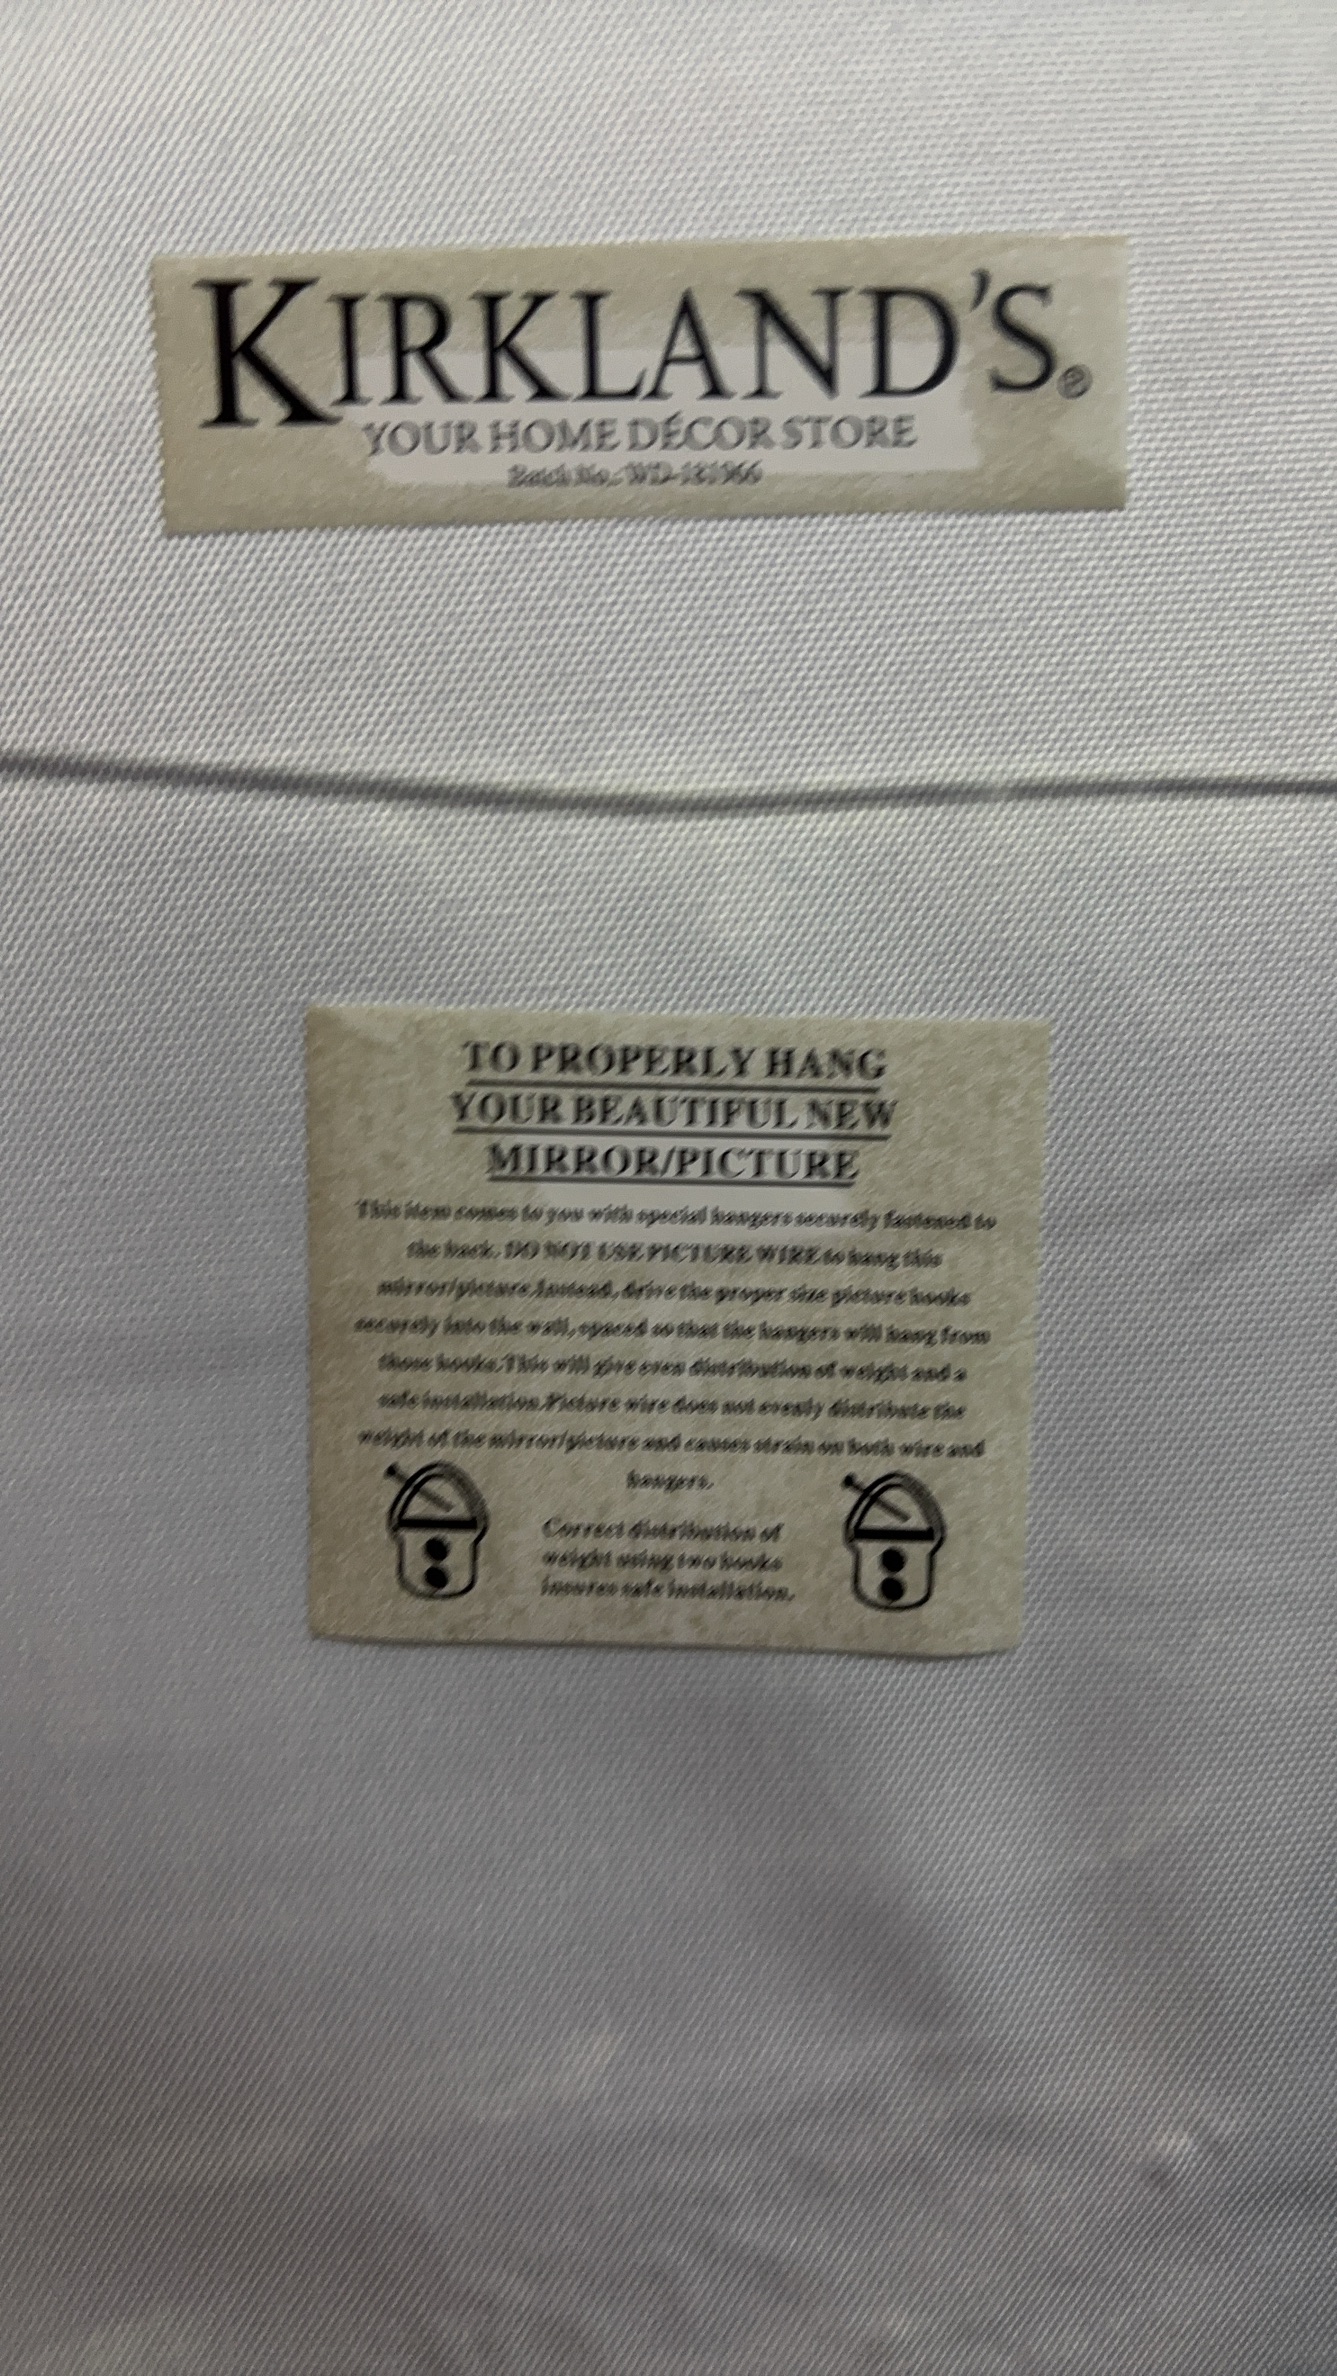 KIRKLAND'S®
YOUR HOME DÉCOR STORE
Batch No.: WD-181966
TO PROPERLY HANG
YOUR BEAUTIFUL NEW
MIRROR/PICTURE
This item comes to you with special hangers securely fastened to
the back. DO NOT USE PICTURE WIRE to hang this
mirror/picture.Instead, drive the proper size picture hooks
securely into the wall, spaced so that the hangers will hang from
those hooks.This will give even distribution of weight and a
safe installation.Picture wire does not evenly distribute the
weight of the mirror/picture and causes strain on both wire and
hangers.
Correct distribution of
weight using two hooks
insures safe installation.